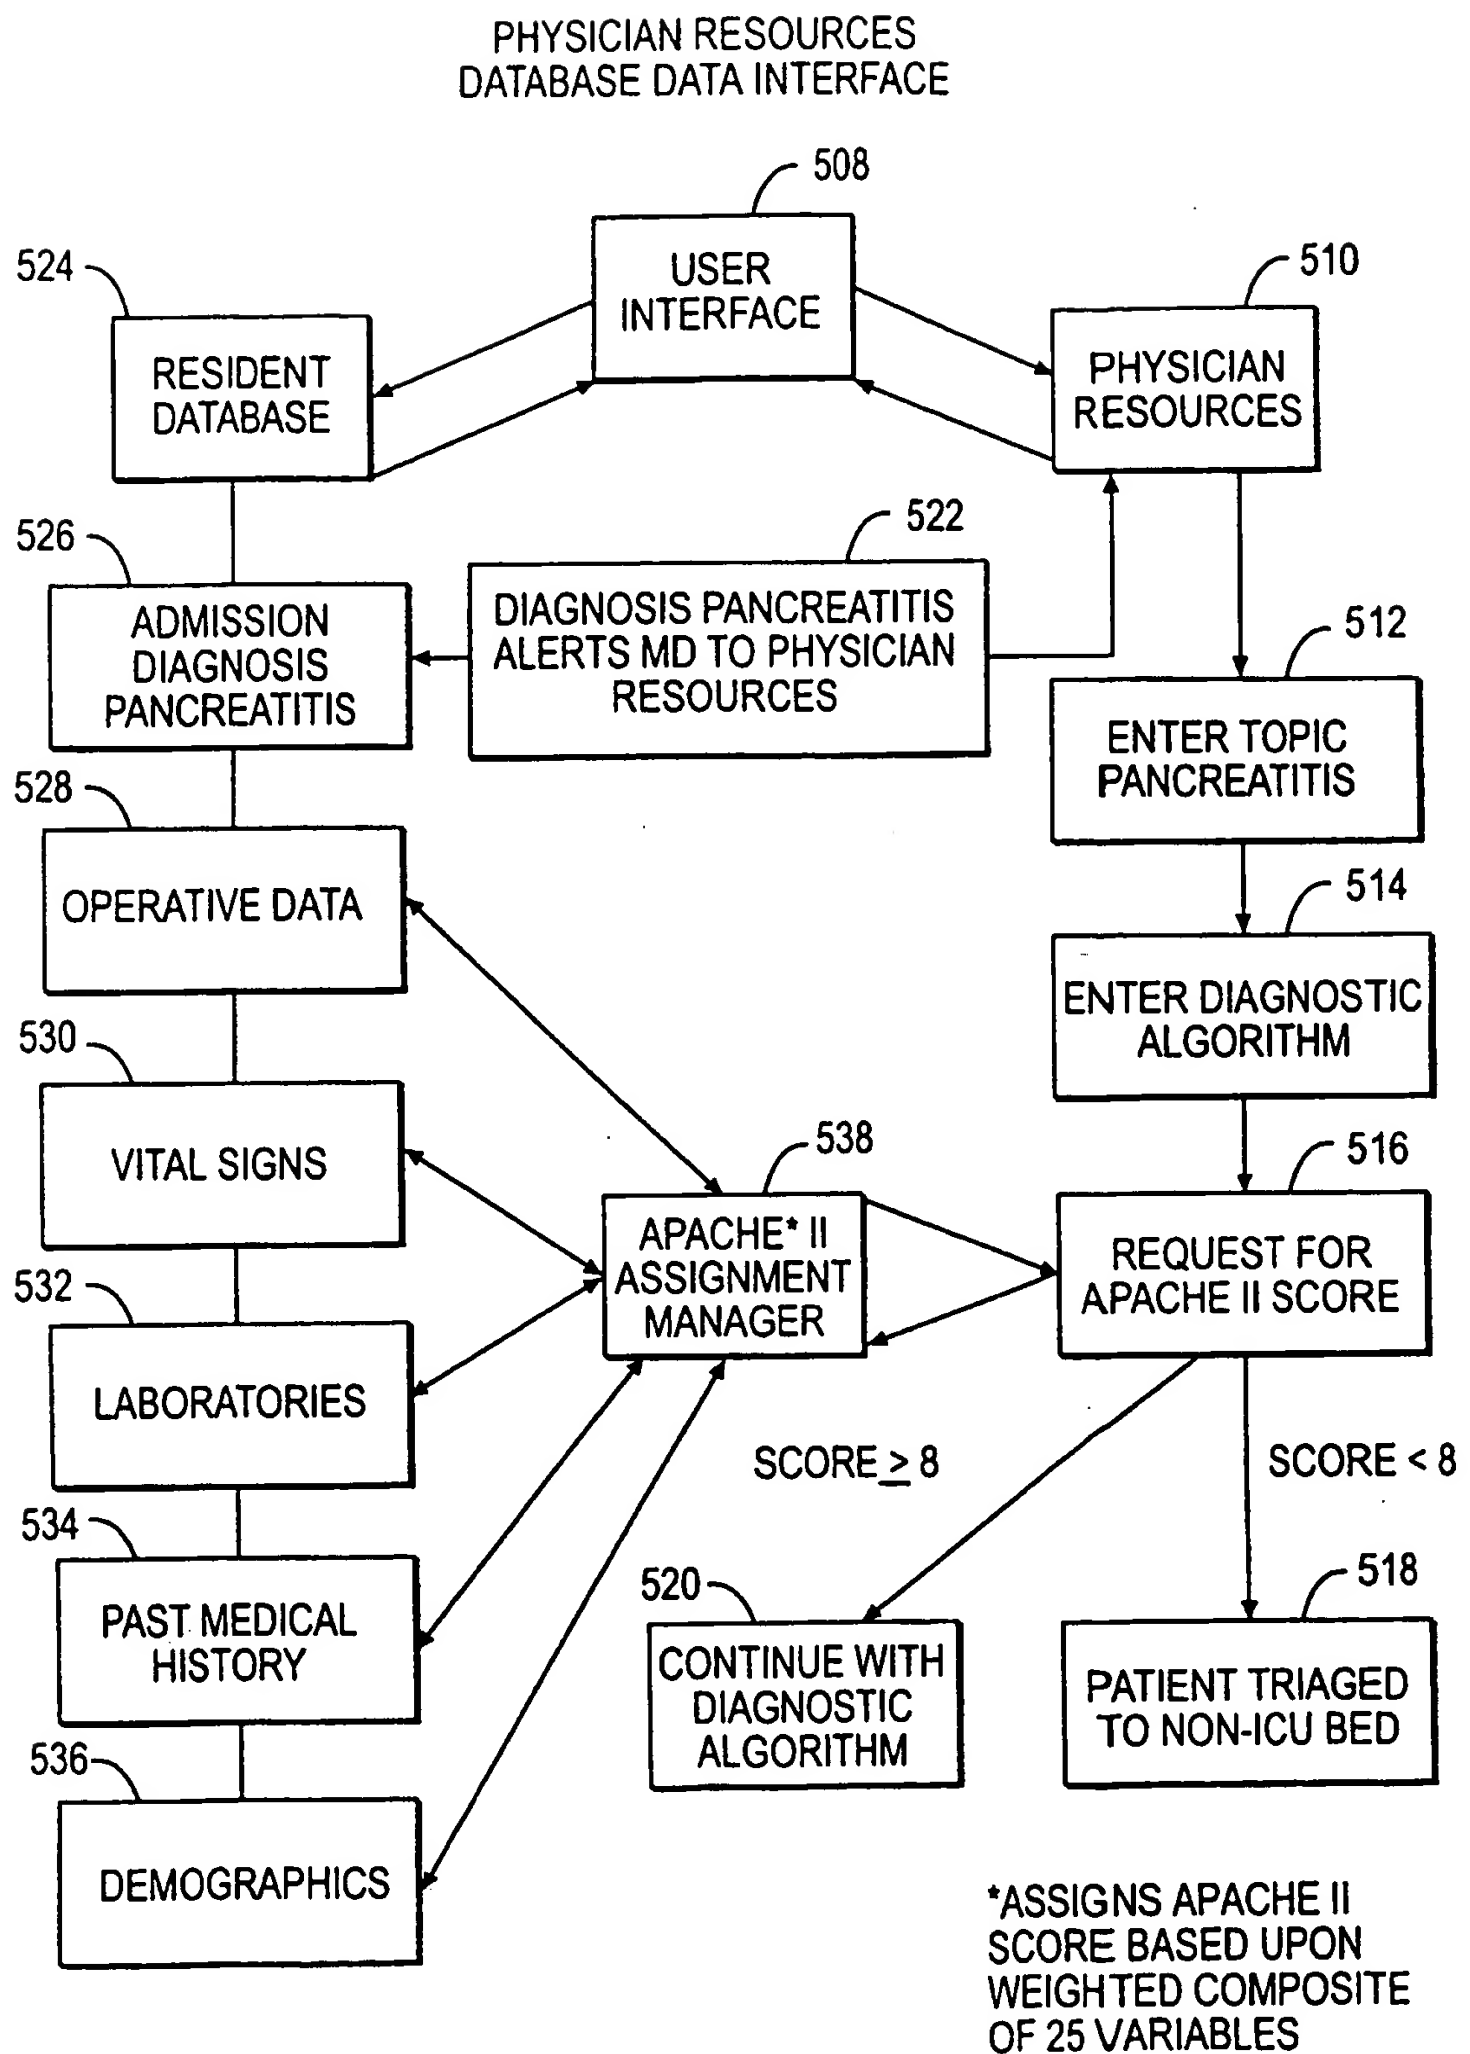 PHYSICIAN RESOURCES
DATABASE DATA INTERFACE
508
USER
INTERFACE
524
RESIDENT
DATABASE
510
PHYSICIAN
RESOURCES
526
ADMISSION
DIAGNOSIS
PANCREATITIS
522
DIAGNOSIS PANCREATITIS
ALERTS MD TO PHYSICIAN
RESOURCES
512
ENTER TOPIC
PANCREATITIS
528
OPERATIVE DATA
514
ENTER DIAGNOSTIC
ALGORITHM
530
VITAL SIGNS
538
APACHE* II
ASSIGNMENT
MANAGER
516
REQUEST FOR
APACHE II SCORE
532
LABORATORIES
SCORE ≥ 8
SCORE < 8
534
PAST MEDICAL
HISTORY
520
CONTINUE WITH
DIAGNOSTIC
ALGORITHM
518
PATIENT TRIAGED
TO NON-ICU BED
536
DEMOGRAPHICS
*ASSIGNS APACHE II
SCORE BASED UPON
WEIGHTED COMPOSITE
OF 25 VARIABLES